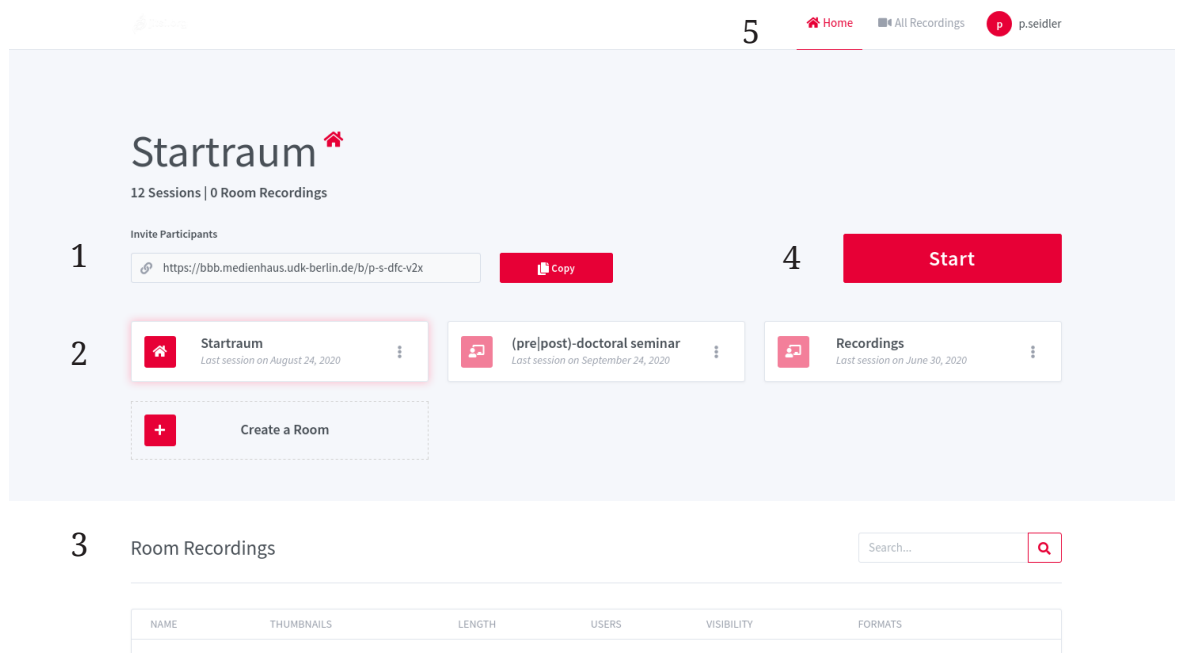 5 Home All Recordings p p.seidler
Startraum
12 Sessions | 0 Room Recordings
Invite Participants
1 https://bbb.medienhaus.udk-berlin.de/b/p-s-dfc-v2x Copy 4 Start
2 Startraum (pre|post)-doctoral seminar Recordings
Last session on August 24, 2020 Last session on September 24, 2020 Last session on June 30, 2020
Create a Room
3 Room Recordings Search...
NAME THUMBNAILS LENGTH USERS VISIBILITY FORMATS